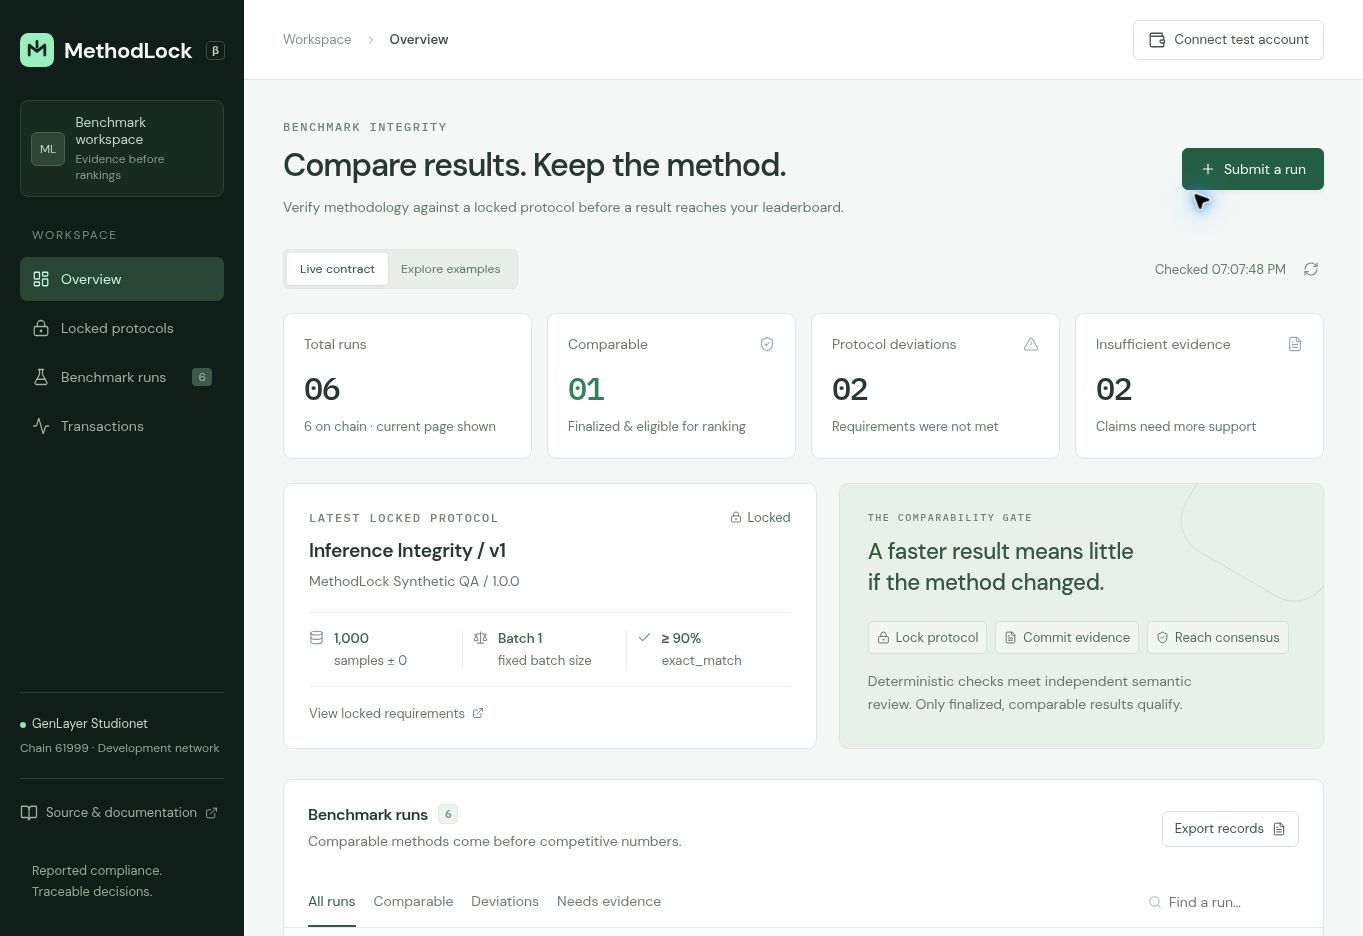 MethodLock β
ML
Benchmark
workspace
Evidence before
rankings
WORKSPACE
Overview
Locked protocols
Benchmark runs 6
Transactions
GenLayer Studionet
Chain 61999 · Development network
Source & documentation
Reported compliance.
Traceable decisions.
Workspace > Overview
Connect test account
BENCHMARK INTEGRITY
Compare results. Keep the method.
Verify methodology against a locked protocol before a result reaches your leaderboard.
+ Submit a run
Live contract Explore examples
Checked 07:07:48 PM
Total runs
06
6 on chain · current page shown
Comparable
01
Finalized & eligible for ranking
Protocol deviations
02
Requirements were not met
Insufficient evidence
02
Claims need more support
LATEST LOCKED PROTOCOL
Locked
Inference Integrity / v1
MethodLock Synthetic QA / 1.0.0
1,000
samples ± 0
Batch 1
fixed batch size
≥ 90%
exact_match
View locked requirements
THE COMPARABILITY GATE
A faster result means little
if the method changed.
Lock protocol
Commit evidence
Reach consensus
Deterministic checks meet independent semantic
review. Only finalized, comparable results qualify.
Benchmark runs 6
Comparable methods come before competitive numbers.
Export records
All runs Comparable Deviations Needs evidence
Find a run...